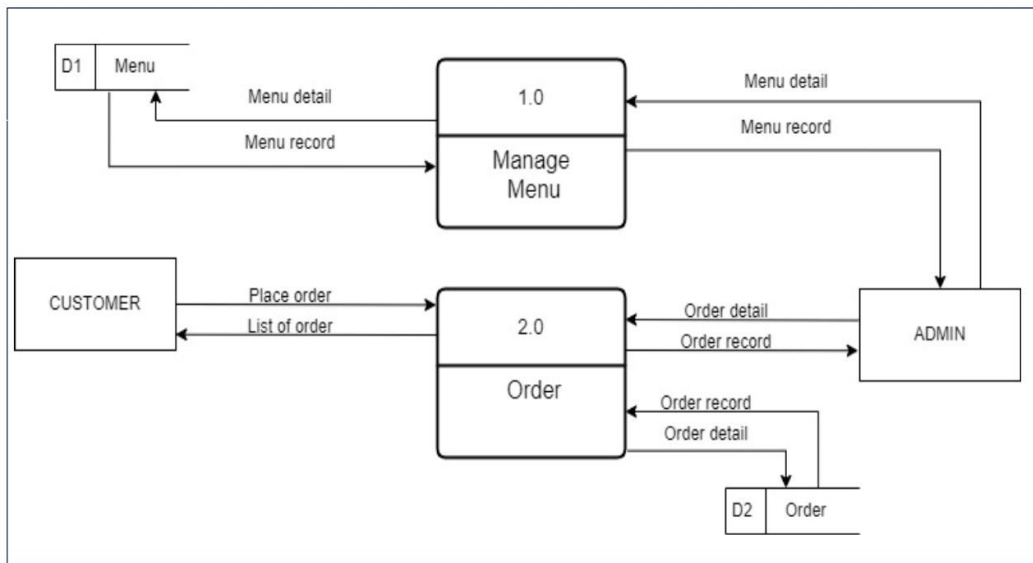 D1 Menu
Menu detail
Menu record
1.0
Manage
Menu
Menu detail
Menu record
CUSTOMER
Place order
List of order
2.0
Order
Order detail
Order record
ADMIN
Order record
Order detail
D2 Order